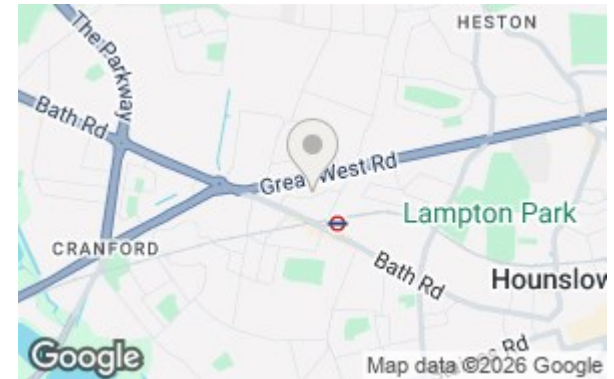 HESTON
The Parkway
Bath Rd
Great West Rd
Lampton Park
CRANFORD
Bath Rd
Hounslow
Rd
Google
Map data ©2026 Google